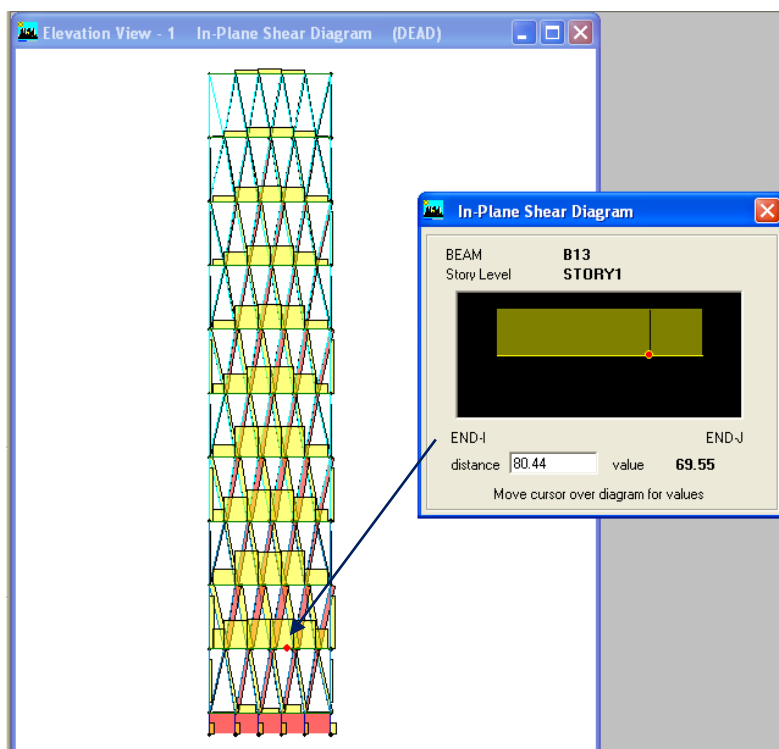 Elevation View - 1 In-Plane Shear Diagram (DEAD)
In-Plane Shear Diagram
BEAM B13
Story Level STORY1
END-I END-J
distance 80.44 value 69.55
Move cursor over diagram for values